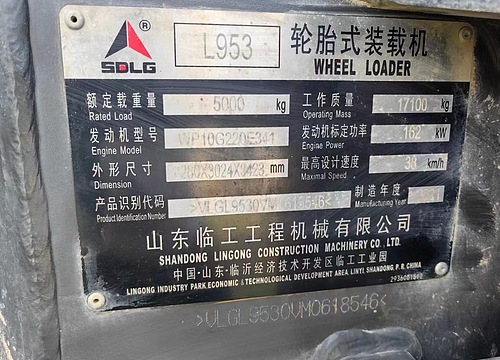 SDLG ®
L953
轮胎式装载机
WHEEL LOADER
额定载重量 5000 kg
Rated Load
工作质量 17100 kg
Operating Mass
发动机型号 WP10G220E341
Engine Model
发动机标定功率 162 kW
Engine Power
外形尺寸 mm
Dimension
最高设计速度 38 km/h
Maximal Speed
产品识别代码
Product Identification Number
制造年度
Manufacturing Year
山东临工工程机械有限公司
SHANDONG LINGONG CONSTRUCTION MACHINERY CO., LTD.
中国·山东·临沂经济技术开发区临工工业园
LINGONG INDUSTRY PARK ECONOMIC & TECHNOLOGICAL DEVELOPMENT AREA, LINYI, SHANDONG, P. R. CHINA
>VLGL9530VM0618546<